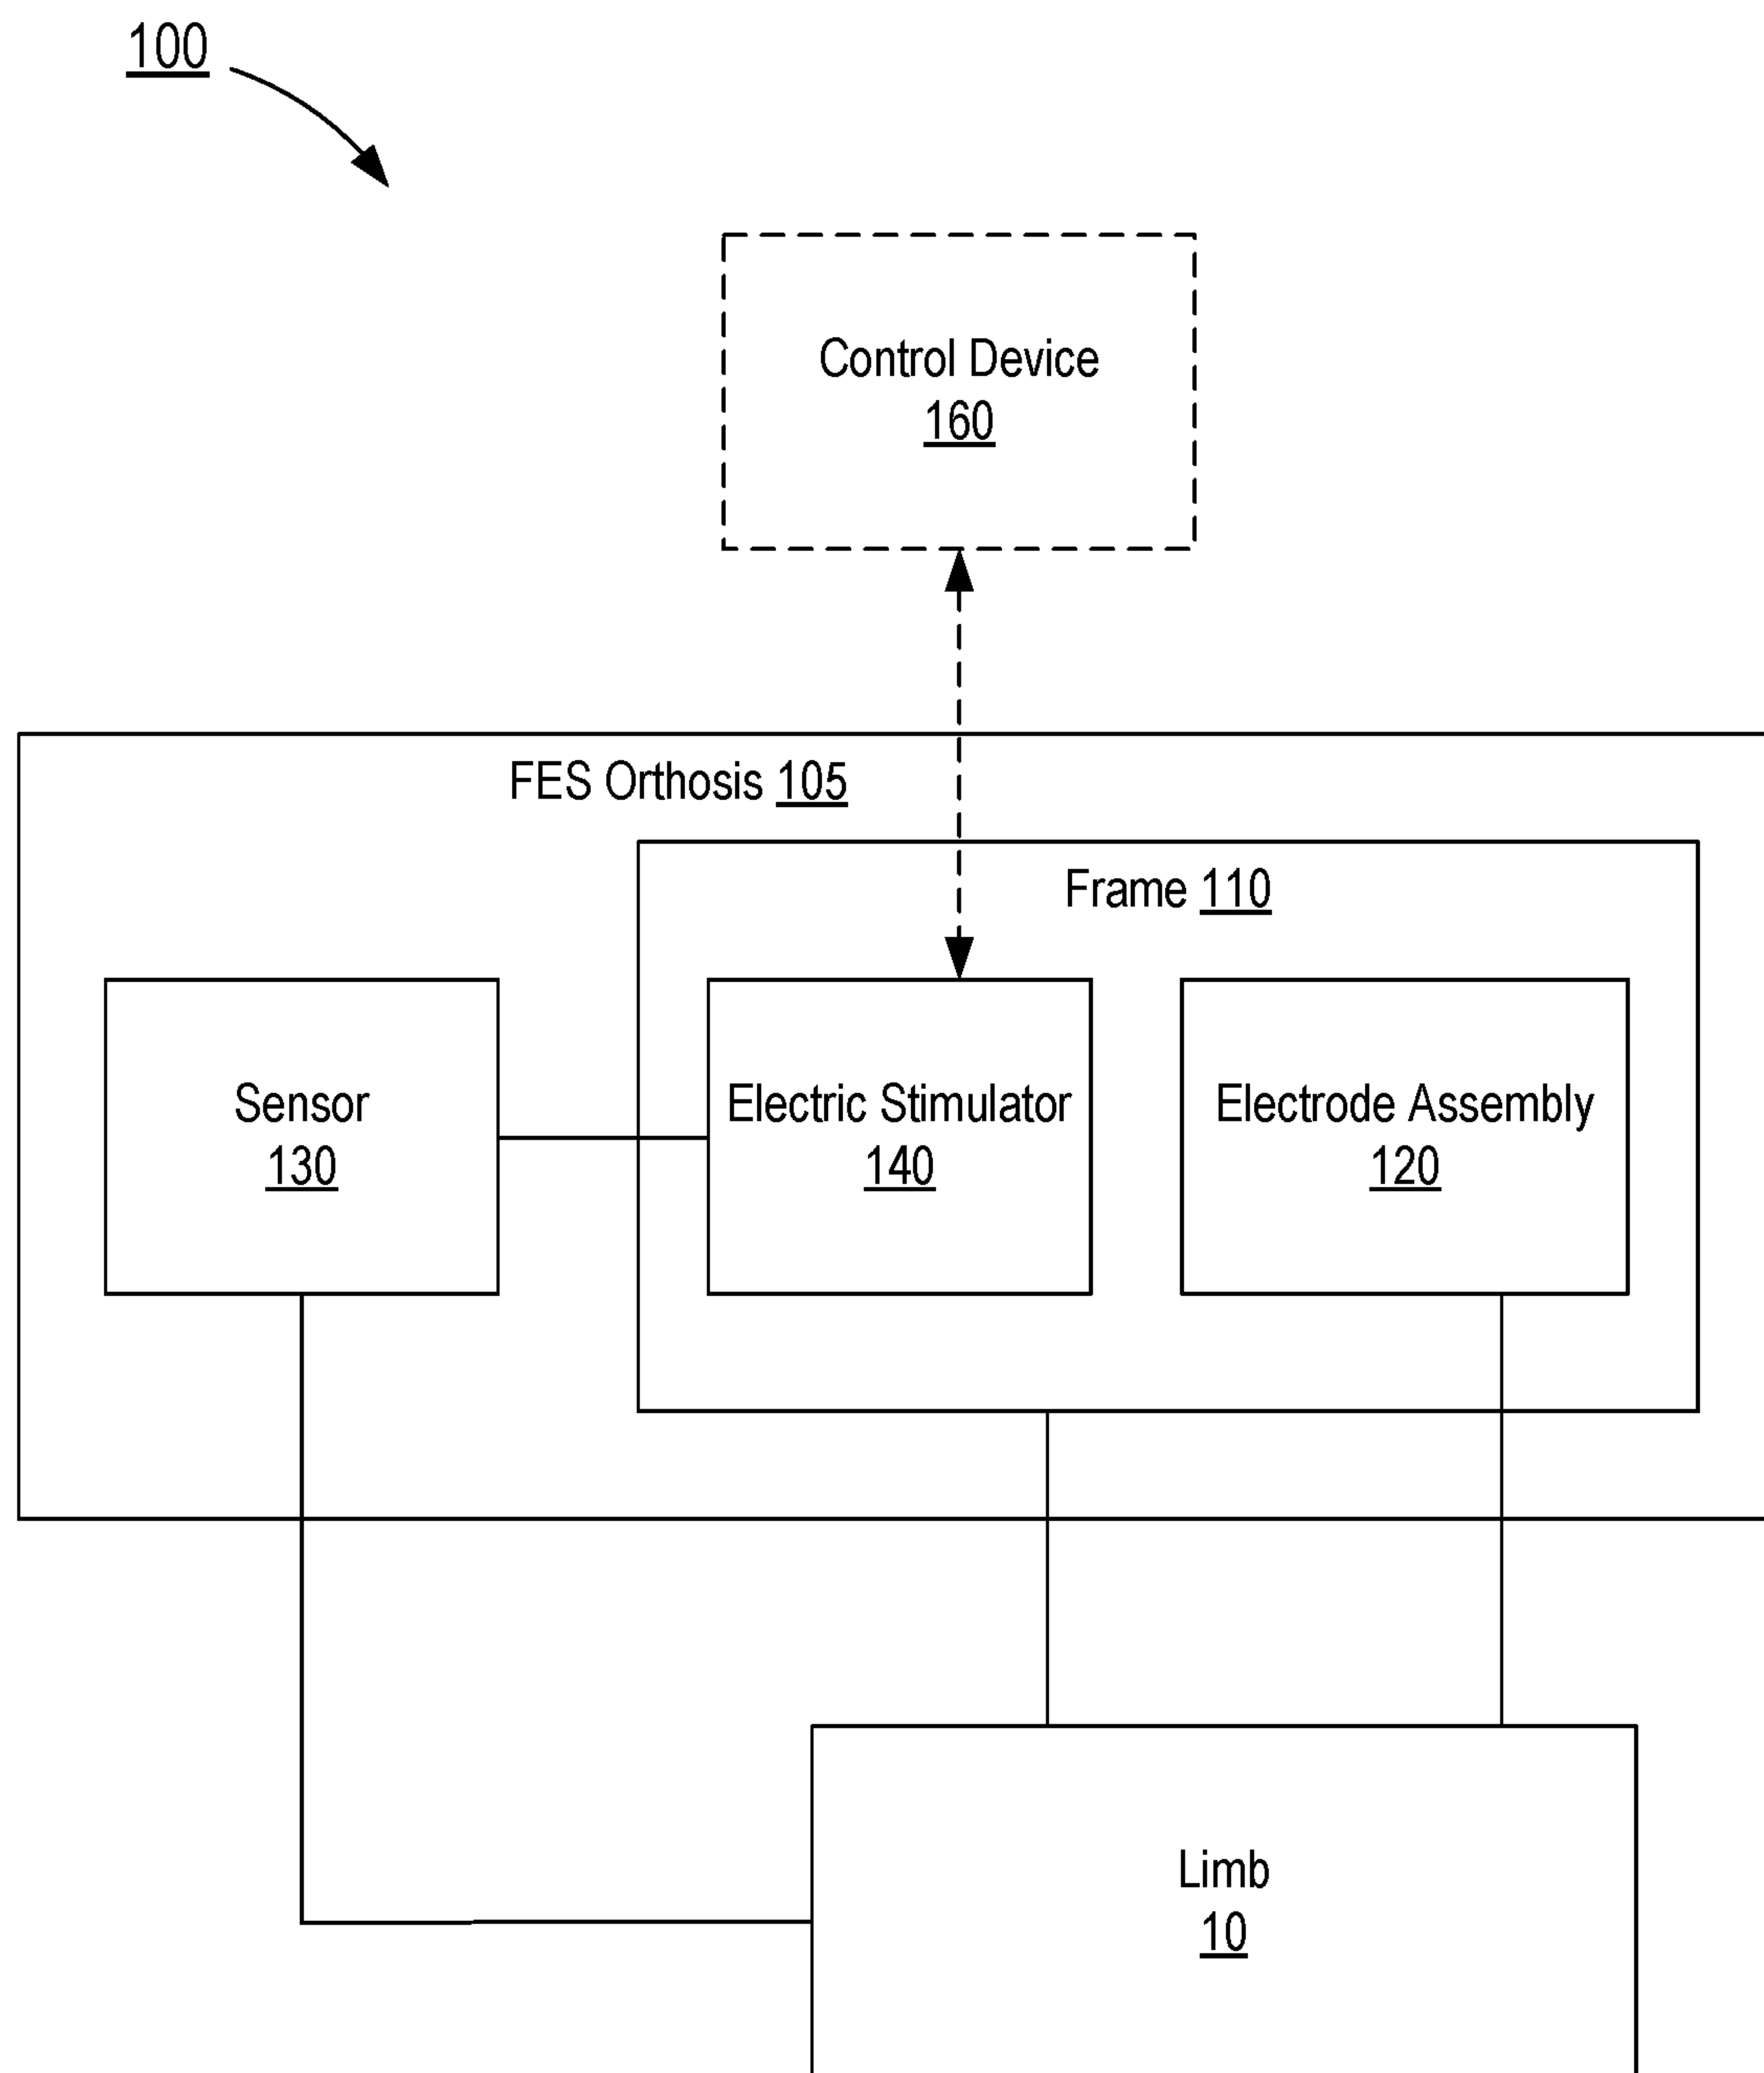 100
Control Device
160
FES Orthosis 105
Frame 110
Sensor
130
Electric Stimulator
140
Electrode Assembly
120
Limb
10